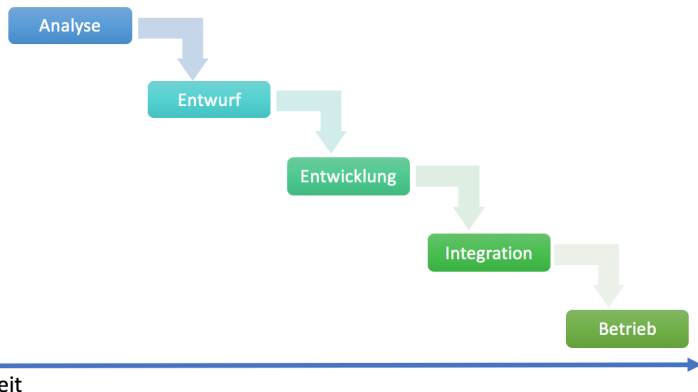 Analyse
Entwurf
Entwicklung
Integration
Betrieb
eit